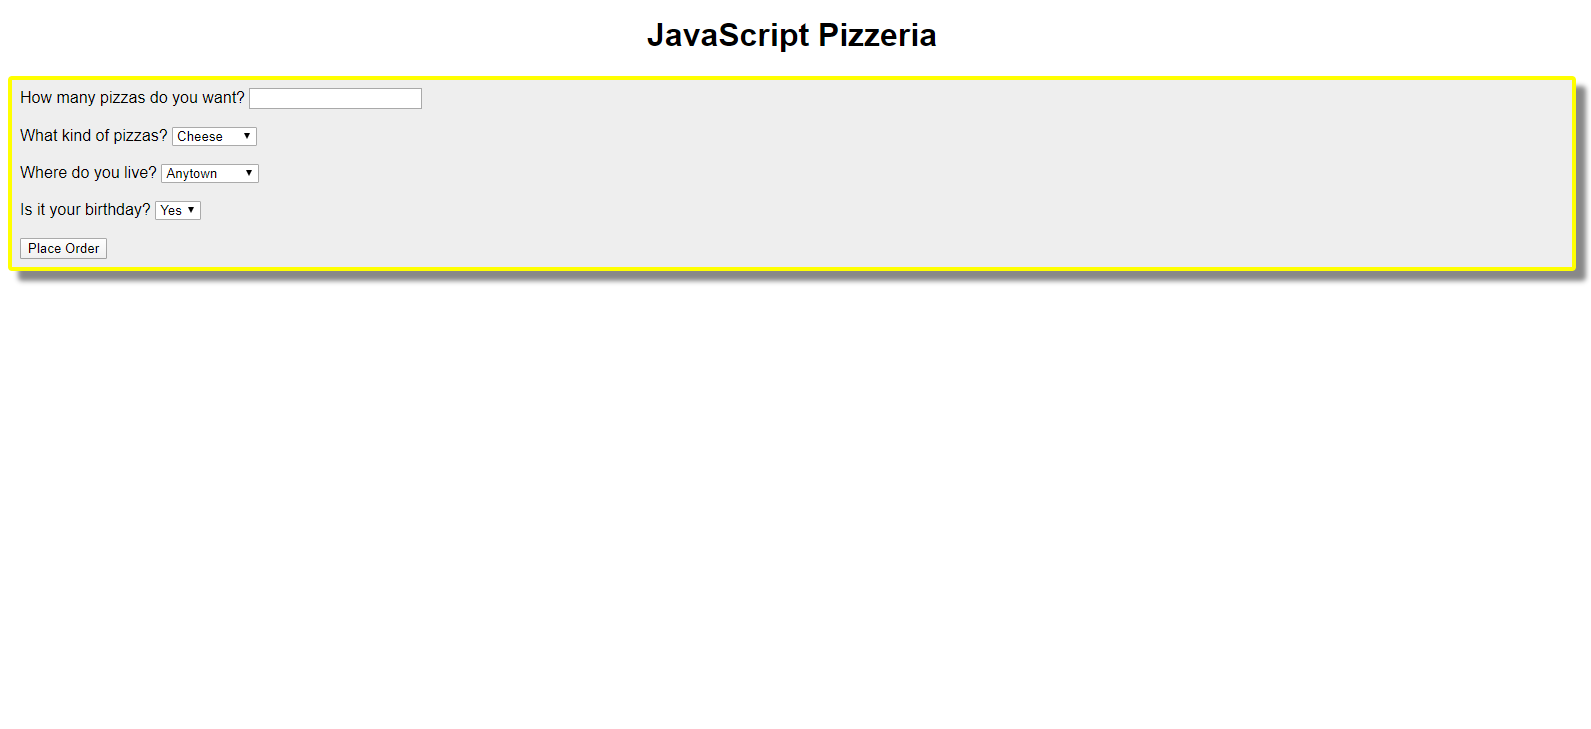 JavaScript Pizzeria
How many pizzas do you want?
What kind of pizzas? Cheese
Where do you live? Anytown
Is it your birthday? Yes
Place Order